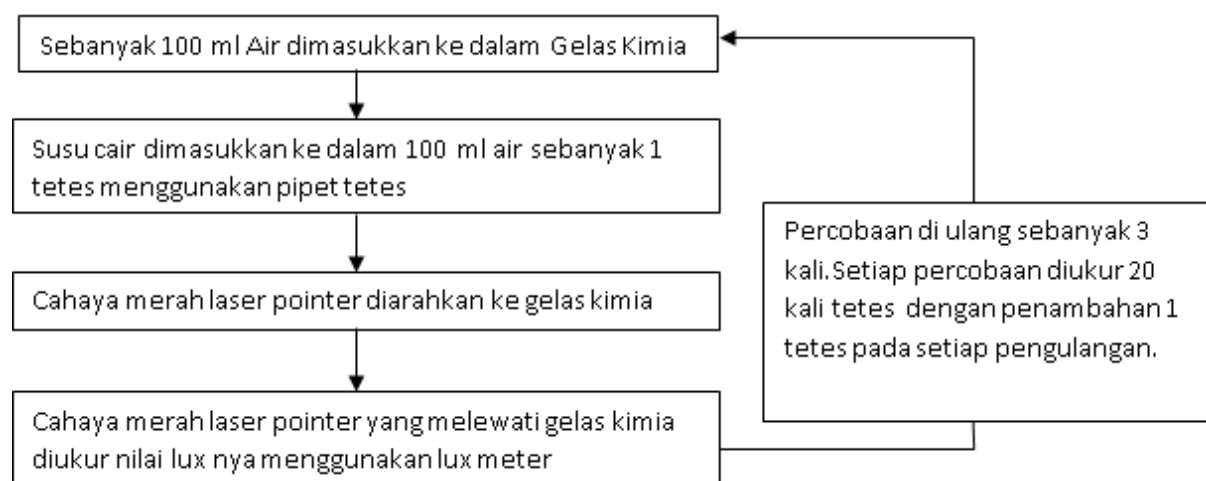 Sebanyak 100 ml Air dimasukkan ke dalam Gelas Kimia
Susu cair dimasukkan ke dalam 100 ml air sebanyak 1
tetes menggunakan pipet tetes
Cahaya merah laser pointer diarahkan ke gelas kimia
Cahaya merah laser pointer yang melewati gelas kimia
diukur nilai lux nya menggunakan lux meter
Percobaan di ulang sebanyak 3
kali.Setiap percobaan diukur 20
kali tetes dengan penambahan 1
tetes pada setiap pengulangan.